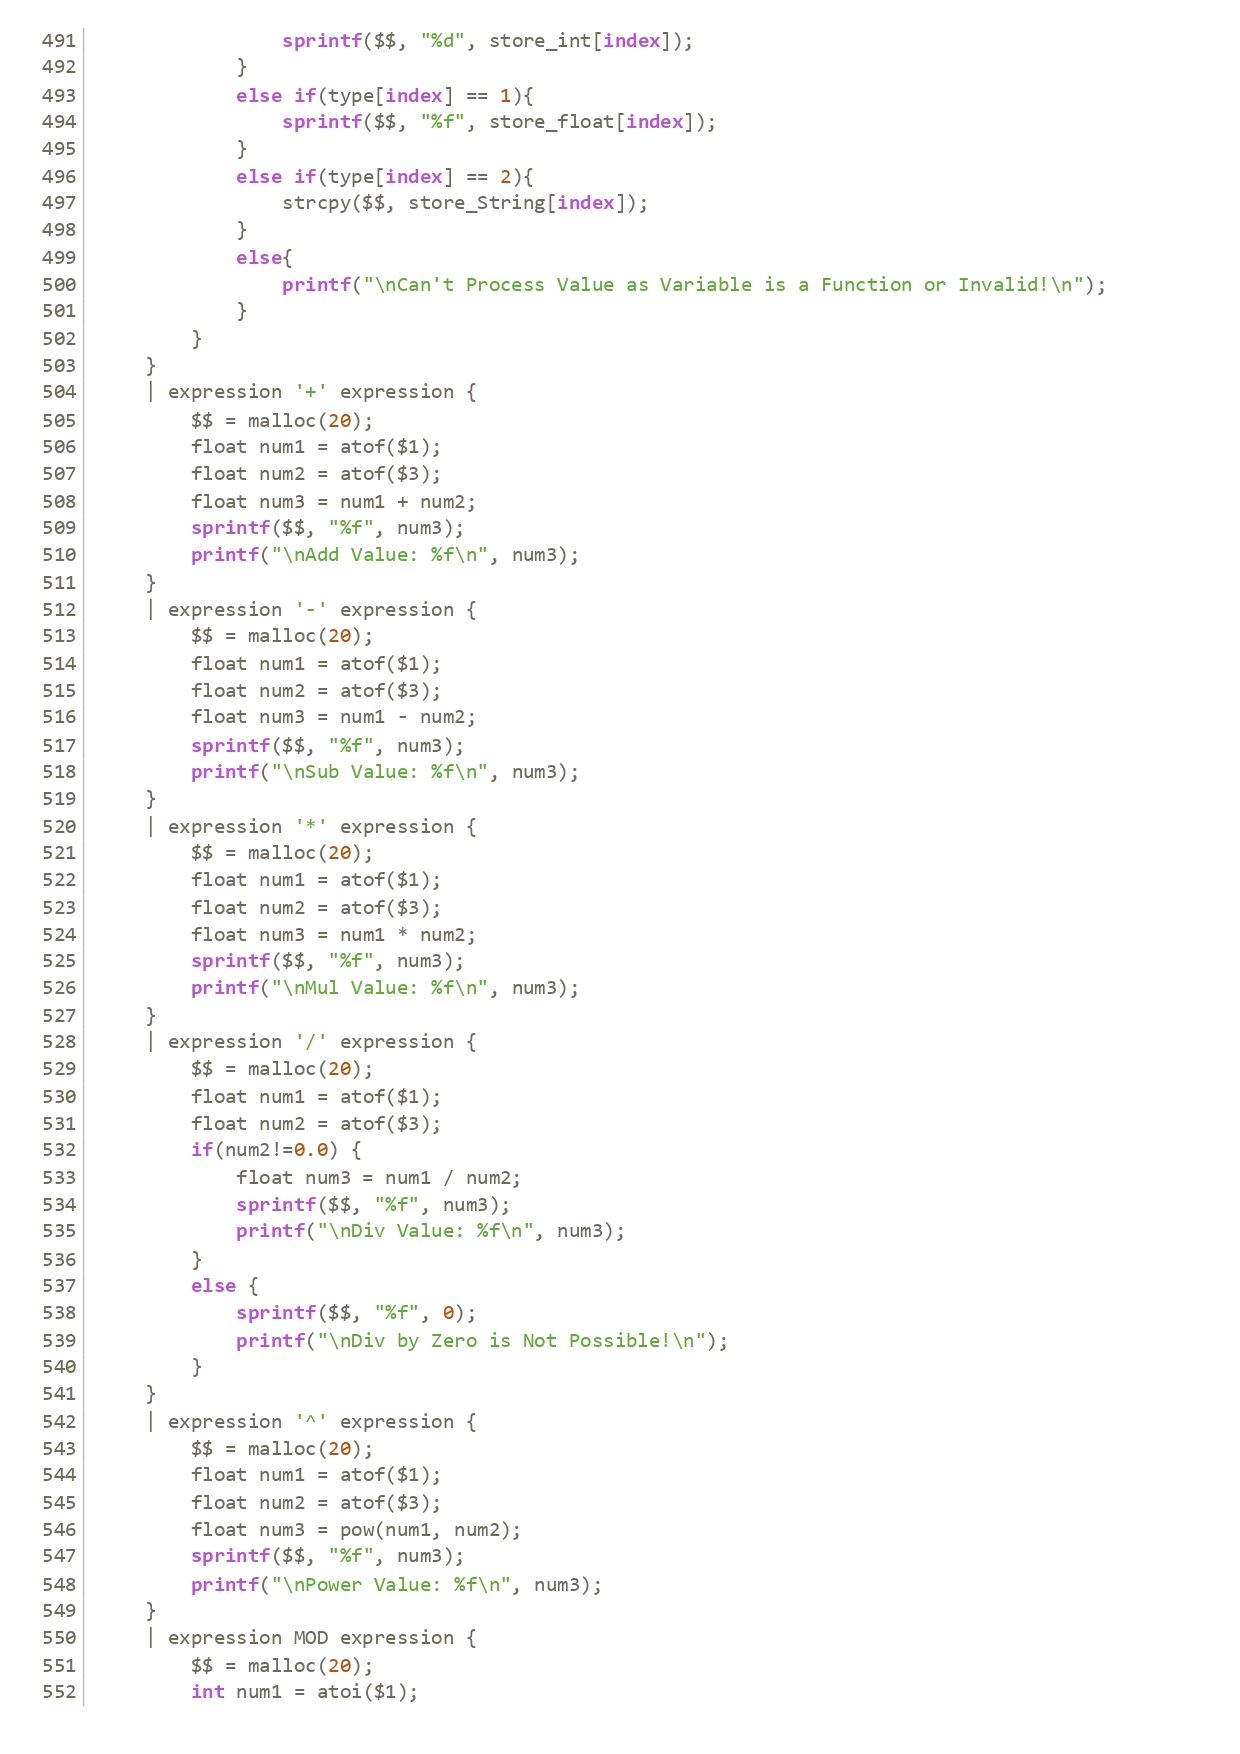 491                 sprintf($$, "%d", store_int[index]);
492             }
493             else if(type[index] == 1){
494                 sprintf($$, "%f", store_float[index]);
495             }
496             else if(type[index] == 2){
497                 strcpy($$, store_String[index]);
498             }
499             else{
500                 printf("\nCan't Process Value as Variable is a Function or Invalid!\n");
501             }
502         }
503     }
504     | expression '+' expression {
505         $$ = malloc(20);
506         float num1 = atof($1);
507         float num2 = atof($3);
508         float num3 = num1 + num2;
509         sprintf($$, "%f", num3);
510         printf("\nAdd Value: %f\n", num3);
511     }
512     | expression '-' expression {
513         $$ = malloc(20);
514         float num1 = atof($1);
515         float num2 = atof($3);
516         float num3 = num1 - num2;
517         sprintf($$, "%f", num3);
518         printf("\nSub Value: %f\n", num3);
519     }
520     | expression '*' expression {
521         $$ = malloc(20);
522         float num1 = atof($1);
523         float num2 = atof($3);
524         float num3 = num1 * num2;
525         sprintf($$, "%f", num3);
526         printf("\nMul Value: %f\n", num3);
527     }
528     | expression '/' expression {
529         $$ = malloc(20);
530         float num1 = atof($1);
531         float num2 = atof($3);
532         if(num2!=0.0) {
533             float num3 = num1 / num2;
534             sprintf($$, "%f", num3);
535             printf("\nDiv Value: %f\n", num3);
536         }
537         else {
538             sprintf($$, "%f", 0);
539             printf("\nDiv by Zero is Not Possible!\n");
540         }
541     }
542     | expression '^' expression {
543         $$ = malloc(20);
544         float num1 = atof($1);
545         float num2 = atof($3);
546         float num3 = pow(num1, num2);
547         sprintf($$, "%f", num3);
548         printf("\nPower Value: %f\n", num3);
549     }
550     | expression MOD expression {
551         $$ = malloc(20);
552         int num1 = atoi($1);